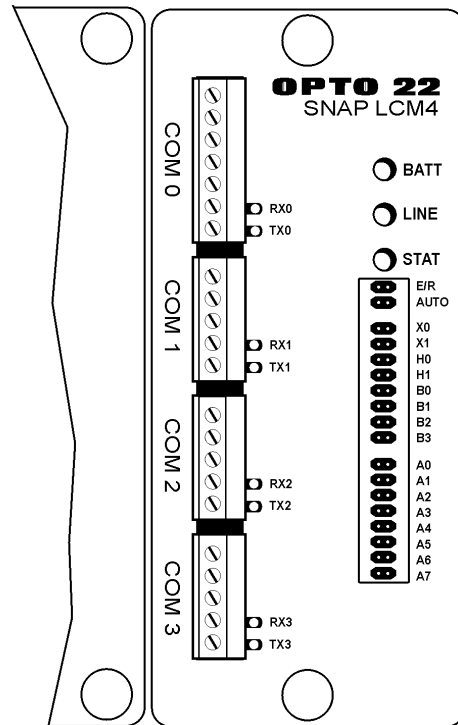 OPTO 22
SNAP LCM4
COM 0
RX0
TX0
COM 1
RX1
TX1
COM 2
RX2
TX2
COM 3
RX3
TX3
BATT
LINE
STAT
E/R
AUTO
X0
X1
H0
H1
B0
B1
B2
B3
A0
A1
A2
A3
A4
A5
A6
A7